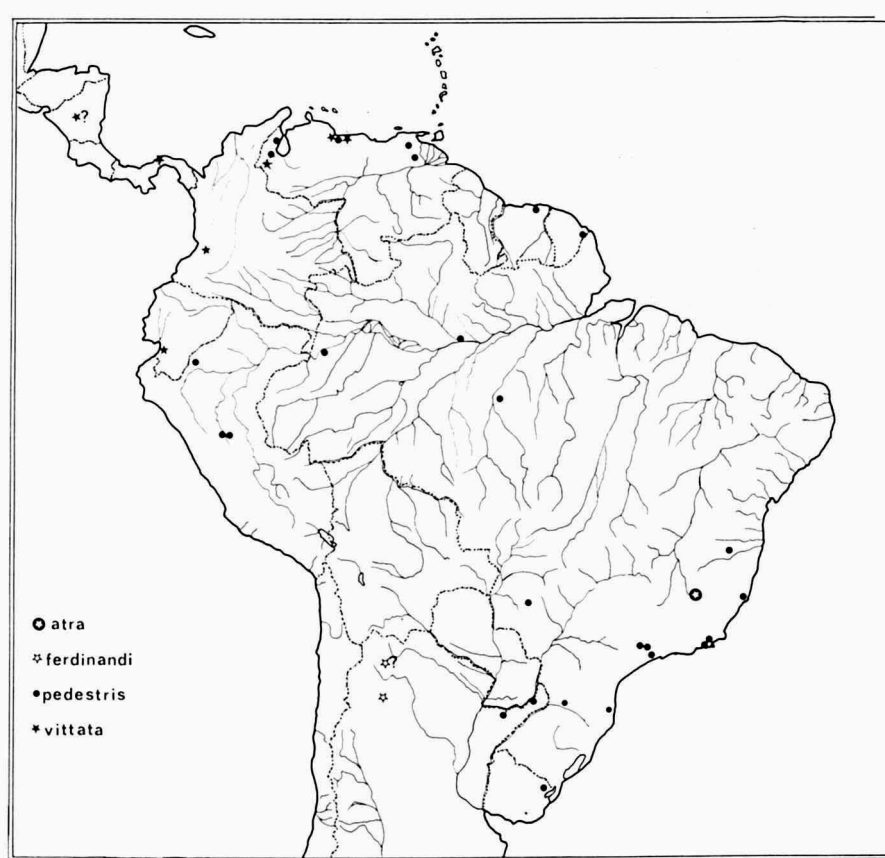 ?
?
atra
ferdinandi
pedestris
vittata